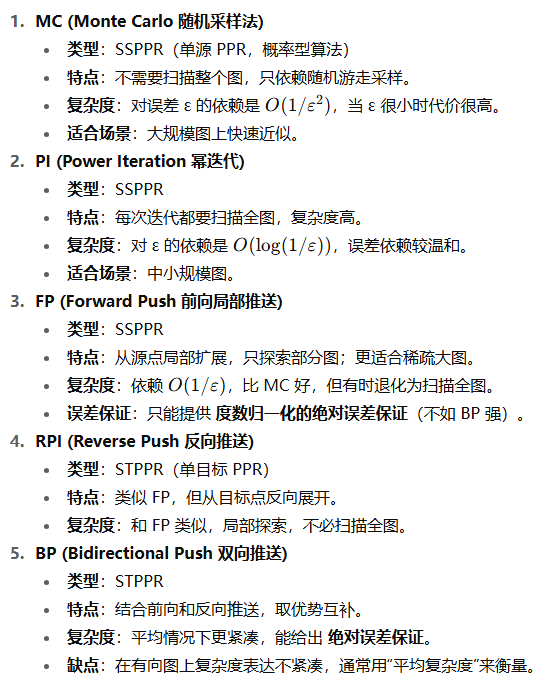 1. MC (Monte Carlo 随机采样法)
• 类型：SSPPR（单源 PPR，概率型算法）
• 特点：不需要扫描整个图，只依赖随机游走采样。
• 复杂度：对误差 ε 的依赖是 O(1/ε²)，当 ε 很小时代价很高。
• 适合场景：大规模图上快速近似。
2. PI (Power Iteration 幂迭代)
• 类型：SSPPR
• 特点：每次迭代都要扫描全图，复杂度高。
• 复杂度：对 ε 的依赖是 O(log(1/ε))，误差依赖较温和。
• 适合场景：中小规模图。
3. FP (Forward Push 前向局部推送)
• 类型：SSPPR
• 特点：从源点局部扩展，只探索部分图；更适合稀疏大图。
• 复杂度：依赖 O(1/ε)，比 MC 好，但有时退化为扫描全图。
• 误差保证：只能提供 度数归一化的绝对误差保证（不如 BP 强）。
4. RPI (Reverse Push 反向推送)
• 类型：STPPR（单目标 PPR）
• 特点：类似 FP，但从目标点反向展开。
• 复杂度：和 FP 类似，局部探索，不必扫描全图。
5. BP (Bidirectional Push 双向推送)
• 类型：STPPR
• 特点：结合前向和反向推送，取优势互补。
• 复杂度：平均情况下更紧凑，能给出 绝对误差保证。
• 缺点：在有向图上复杂度表达不紧凑，通常用“平均复杂度”来衡量。